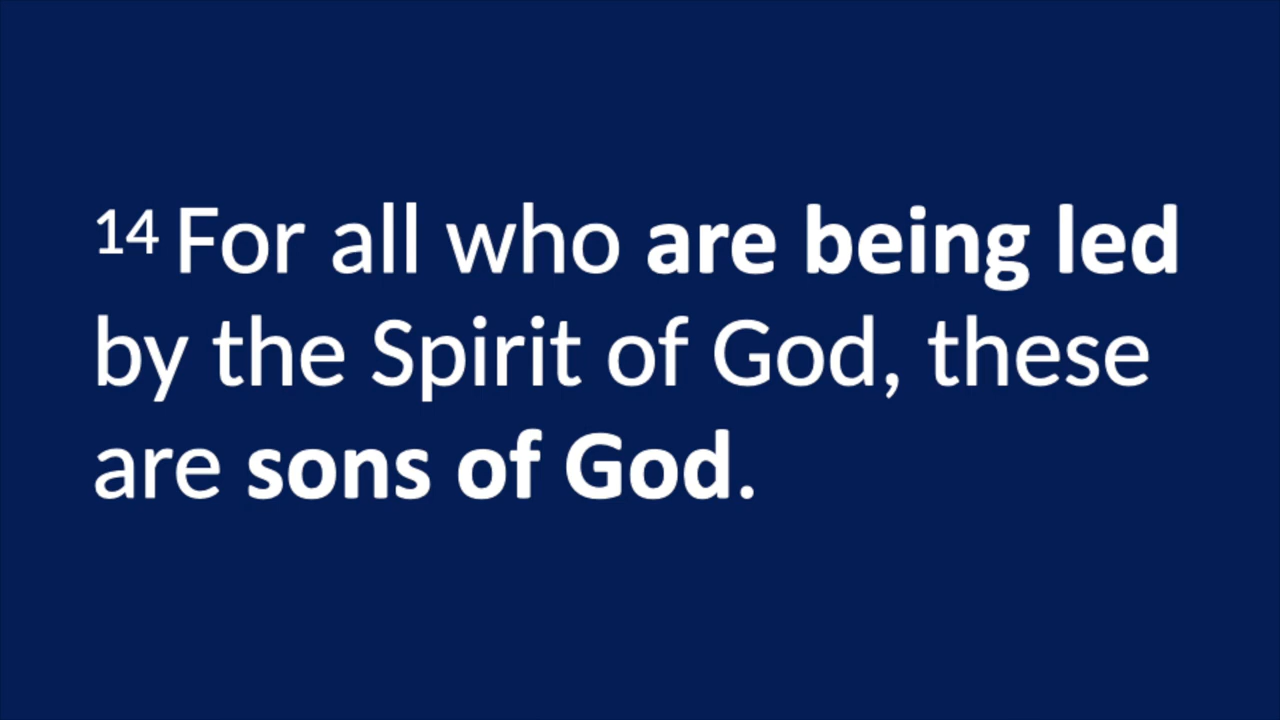 14 For all who are being led
by the Spirit of God, these
are sons of God.